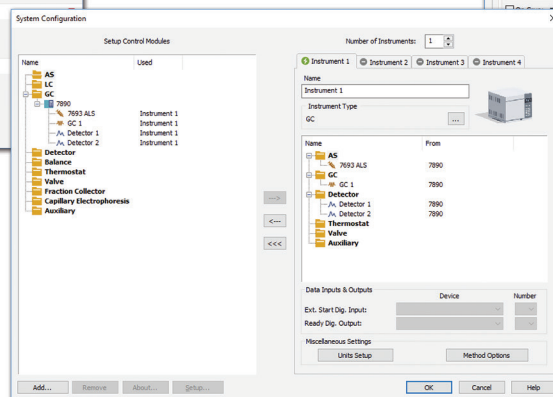 System Configuration
Setup Control Modules
Number of Instruments: 1
Name Used
AS
LC
GC
7890
7693 ALS Instrument 1
GC 1 Instrument 1
Detector 1 Instrument 1
Detector 2 Instrument 1
Detector
Balance
Thermostat
Valve
Fraction Collector
Capillary Electrophoresis
Auxiliary
--->
<---
<<<
Instrument 1 Instrument 2 Instrument 3 Instrument 4
Name
Instrument 1
Instrument Type
GC ...
Name From
AS
7693 ALS 7890
GC
GC 1 7890
Detector
Detector 1 7890
Detector 2 7890
Thermostat
Valve
Auxiliary
Data Inputs & Outputs
Device Number
Ext. Start Dig. Input:
Ready Dig. Output:
Miscellaneous Settings
Units Setup Method Options
Add... Remove About... Setup...
OK Cancel Help